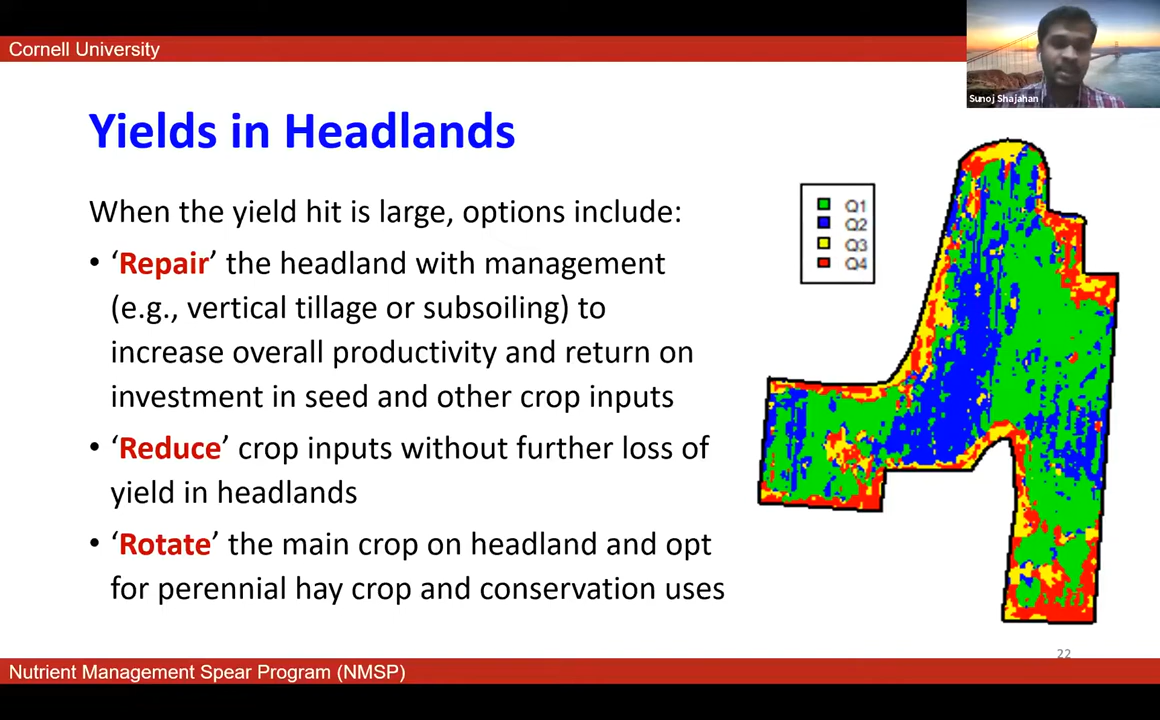 Cornell University
Sunoj Shajahan
Yields in Headlands
When the yield hit is large, options include:
• ‘Repair’ the headland with management
(e.g., vertical tillage or subsoiling) to
increase overall productivity and return on
investment in seed and other crop inputs
• ‘Reduce’ crop inputs without further loss of
yield in headlands
• ‘Rotate’ the main crop on headland and opt
for perennial hay crop and conservation uses
Q1
Q2
Q3
Q4
22
Nutrient Management Spear Program (NMSP)